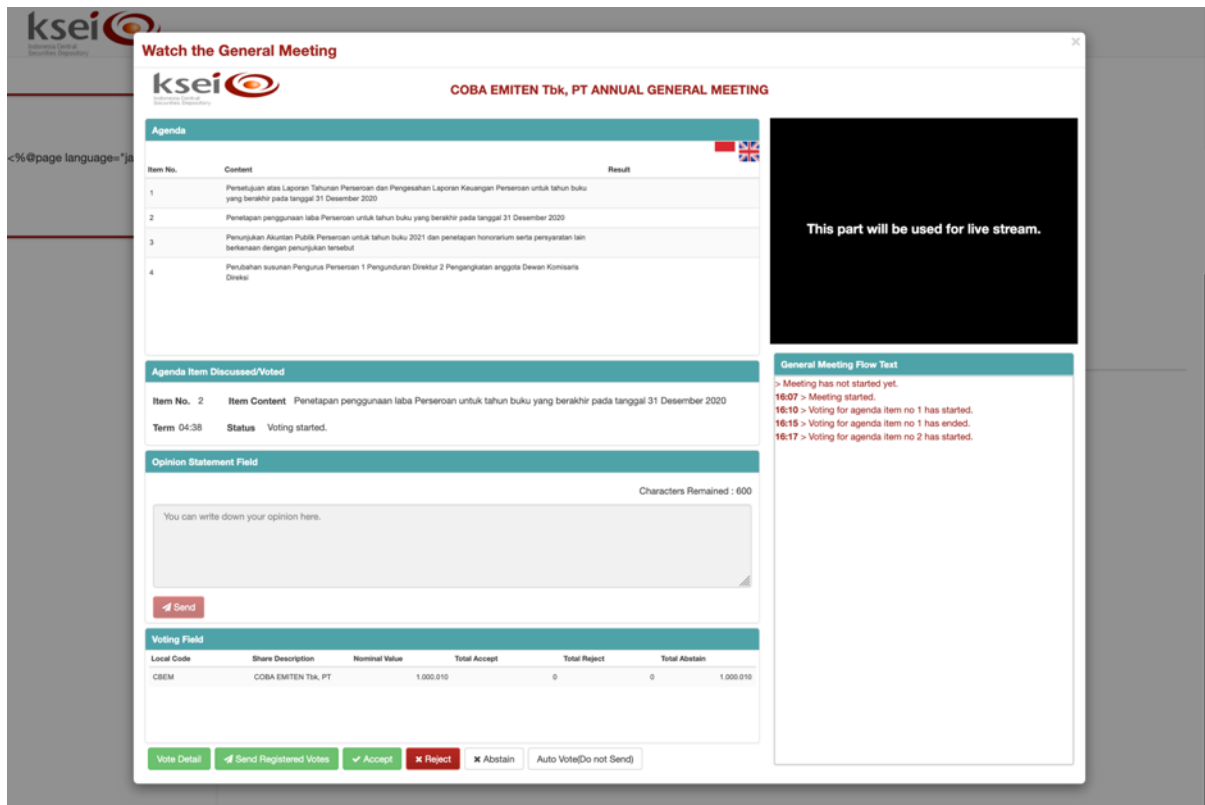 ksei
Indonesia Central
Securities Depository
<%@page language="ja
Watch the General Meeting
×
ksei
Indonesia Central
Securities Depository
COBA EMITEN Tbk, PT ANNUAL GENERAL MEETING
Agenda
Item No. Content Result
1 Persetujuan atas Laporan Tahunan Perseroan dan Pengesahan Laporan Keuangan Perseroan untuk tahun buku
yang berakhir pada tanggal 31 Desember 2020
2 Penetapan penggunaan laba Perseroan untuk tahun buku yang berakhir pada tanggal 31 Desember 2020
3 Penunjukan Akuntan Publik Perseroan untuk tahun buku 2021 dan penetapan honorarium serta persyaratan lain
berkenaan dengan penunjukan tersebut
4 Perubahan susunan Pengurus Perseroan 1 Pengunduran Direktur 2 Pengangkatan anggota Dewan Komisaris
Direksi
This part will be used for live stream.
Agenda Item Discussed/Voted
Item No. 2 Item Content Penetapan penggunaan laba Perseroan untuk tahun buku yang berakhir pada tanggal 31 Desember 2020
Term 04:38 Status Voting started.
Opinion Statement Field
Characters Remained : 600
You can write down your opinion here.
Send
Voting Field
Local Code Share Description Nominal Value Total Accept Total Reject Total Abstain
CBEM COBA EMITEN Tbk, PT 1.000.010 0 0 1.000.010
Vote Detail Send Registered Votes Accept Reject Abstain Auto Vote(Do not Send)
General Meeting Flow Text
> Meeting has not started yet.
16:07 > Meeting started.
16:10 > Voting for agenda item no 1 has started.
16:15 > Voting for agenda item no 1 has ended.
16:17 > Voting for agenda item no 2 has started.